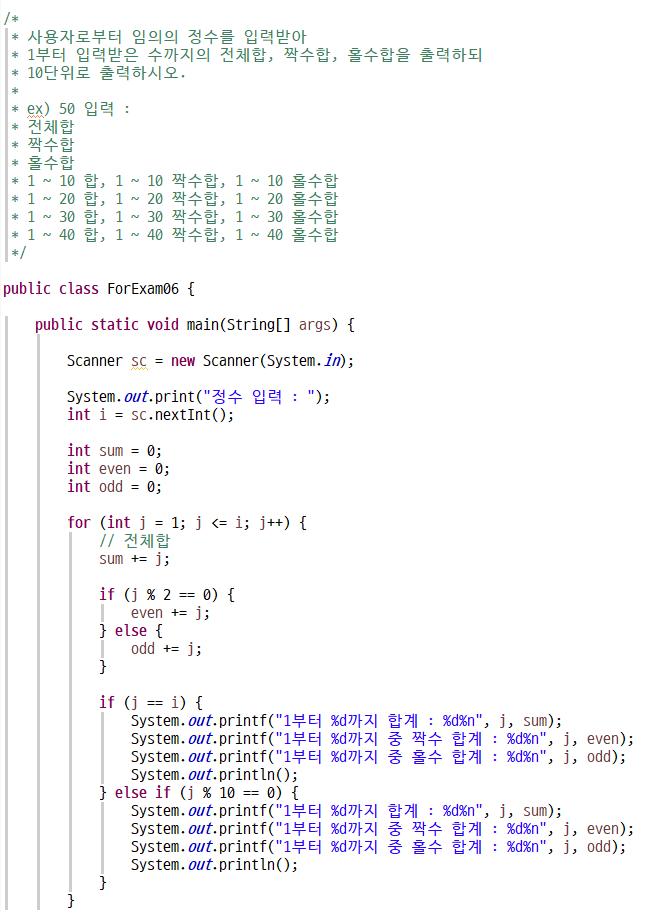 /*
 * 사용자로부터 임의의 정수를 입력받아
 * 1부터 입력받은 수까지의 전체합, 짝수합, 홀수합을 출력하되
 * 10단위로 출력하시오.
 *
 * ex) 50 입력 :
 * 전체합
 * 짝수합
 * 홀수합
 * 1 ~ 10 합, 1 ~ 10 짝수합, 1 ~ 10 홀수합
 * 1 ~ 20 합, 1 ~ 20 짝수합, 1 ~ 20 홀수합
 * 1 ~ 30 합, 1 ~ 30 짝수합, 1 ~ 30 홀수합
 * 1 ~ 40 합, 1 ~ 40 짝수합, 1 ~ 40 홀수합
 */
public class ForExam06 {
    public static void main(String[] args) {
        Scanner sc = new Scanner(System.in);
        System.out.print("정수 입력 : ");
        int i = sc.nextInt();
        int sum = 0;
        int even = 0;
        int odd = 0;
        for (int j = 1; j <= i; j++) {
            // 전체합
            sum += j;
            if (j % 2 == 0) {
                even += j;
            } else {
                odd += j;
            }
            if (j == i) {
                System.out.printf("1부터 %d까지 합계 : %d%n", j, sum);
                System.out.printf("1부터 %d까지 중 짝수 합계 : %d%n", j, even);
                System.out.printf("1부터 %d까지 중 홀수 합계 : %d%n", j, odd);
                System.out.println();
            } else if (j % 10 == 0) {
                System.out.printf("1부터 %d까지 합계 : %d%n", j, sum);
                System.out.printf("1부터 %d까지 중 짝수 합계 : %d%n", j, even);
                System.out.printf("1부터 %d까지 중 홀수 합계 : %d%n", j, odd);
                System.out.println();
            }
        }